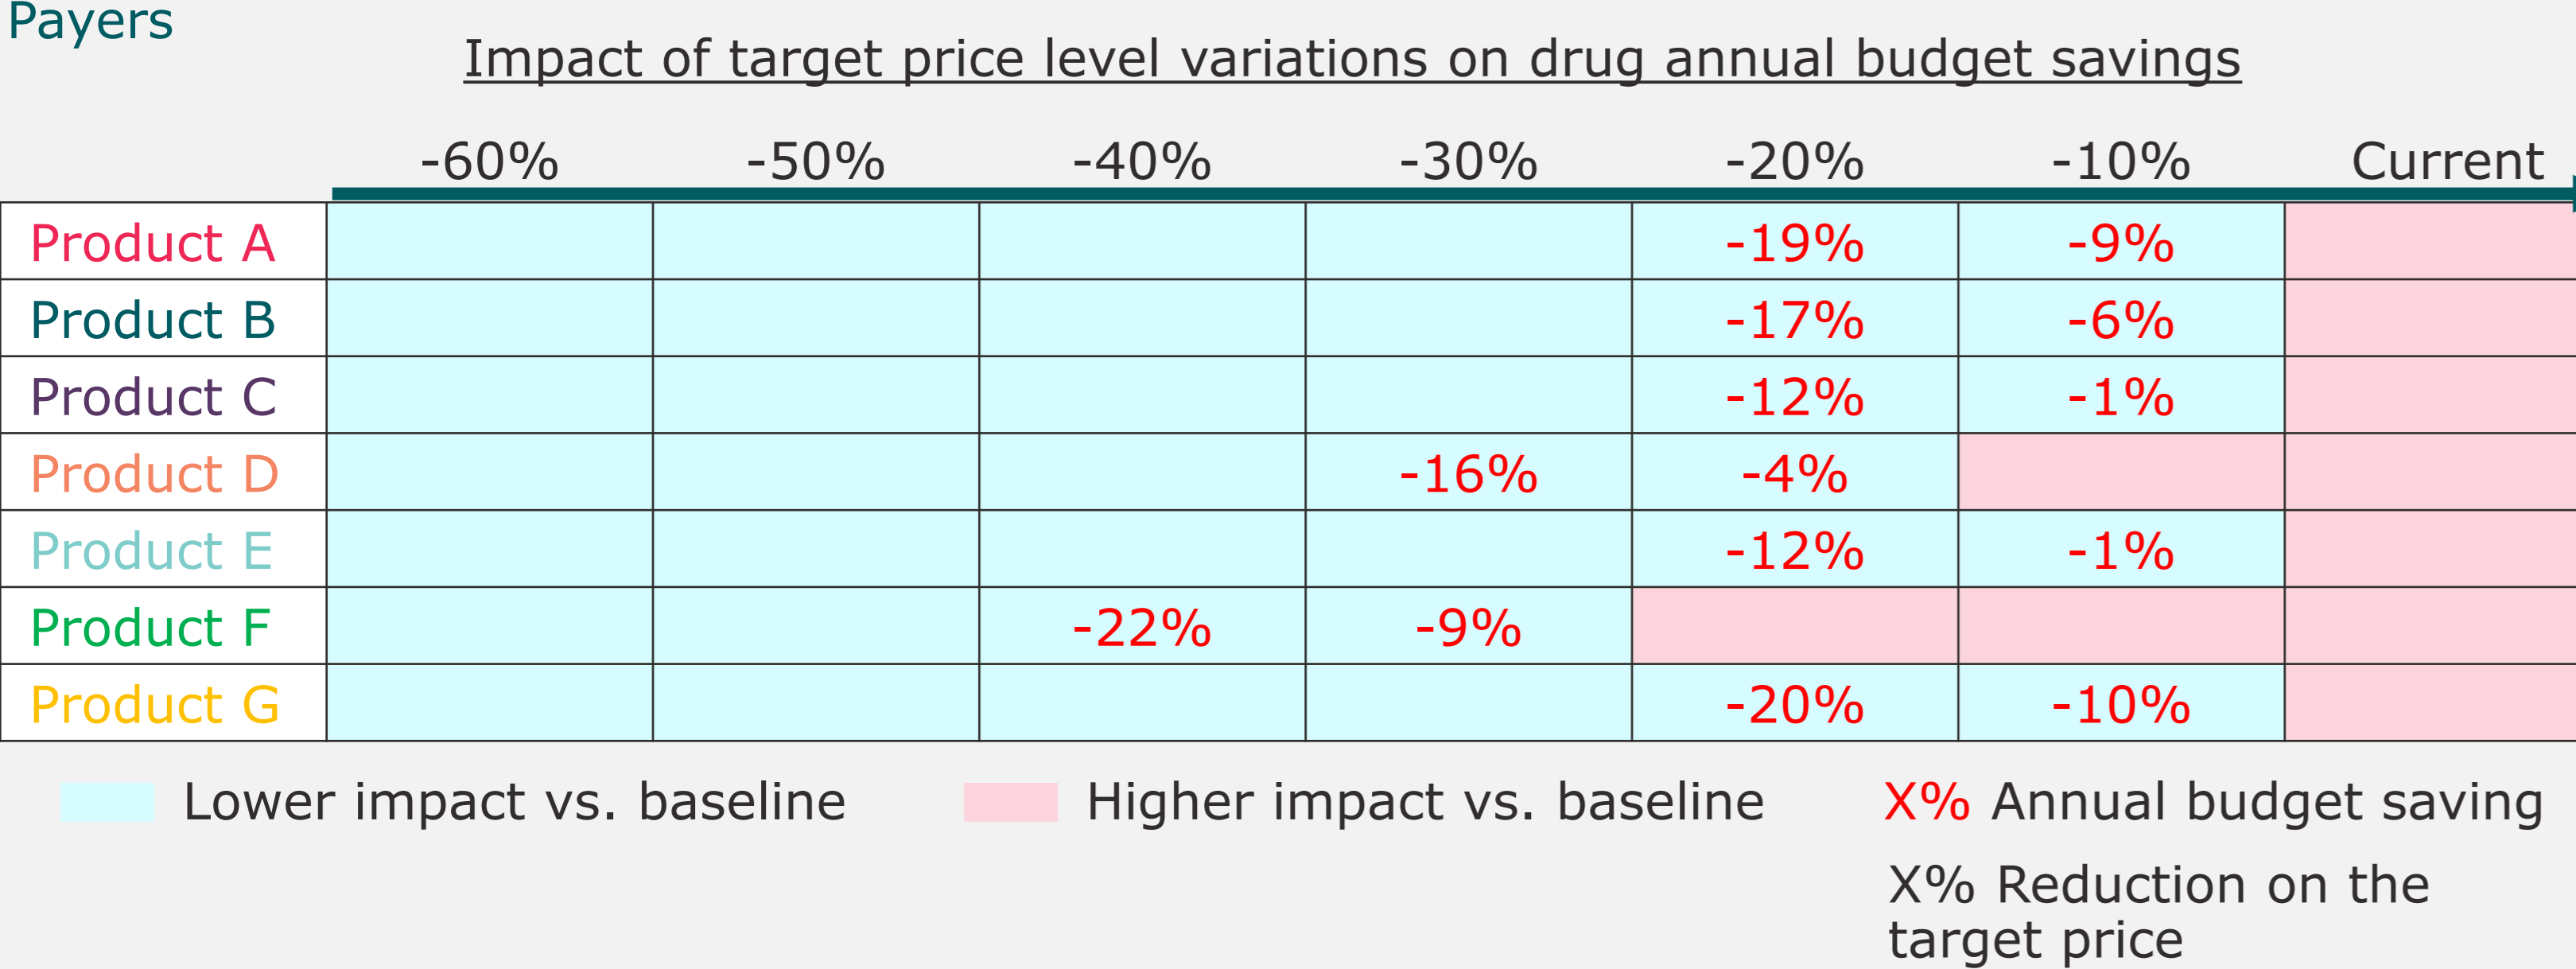 Payers
Impact of target price level variations on drug annual budget savings
-60% -50% -40% -30% -20% -10% Current
Product A -19% -9%
Product B -17% -6%
Product C -12% -1%
Product D -16% -4%
Product E -12% -1%
Product F -22% -9%
Product G -20% -10%
Lower impact vs. baseline Higher impact vs. baseline X% Annual budget saving
X% Reduction on the
target price